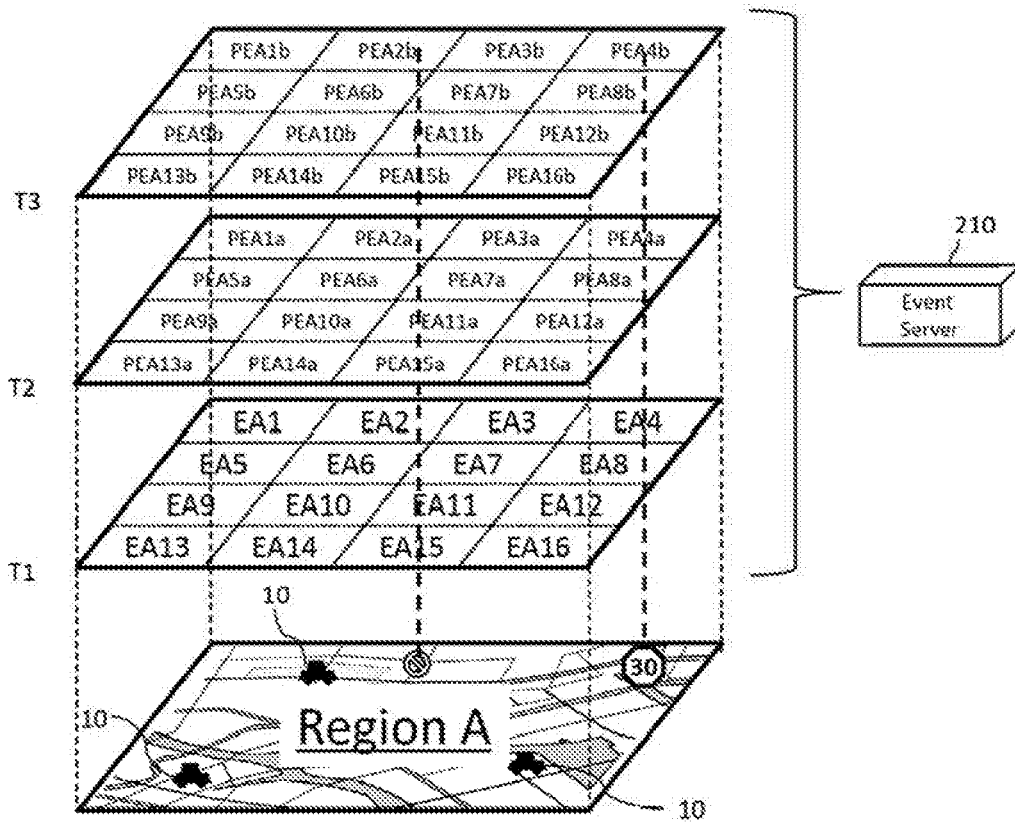 PEA1b PEA2b PEA3b PEA4b
PEA5b PEA6b PEA7b PEA8b
PEA9b PEA10b PEA11b PEA12b
PEA13b PEA14b PEA15b PEA16b
T3
PEA1a PEA2a PEA3a PEA4a
PEA5a PEA6a PEA7a PEA8a
PEA9a PEA10a PEA11a PEA12a
PEA13a PEA14a PEA15a PEA16a
T2
EA1 EA2 EA3 EA4
EA5 EA6 EA7 EA8
EA9 EA10 EA11 EA12
EA13 EA14 EA15 EA16
T1
210
Event
Server
10
30
Region A
10
10